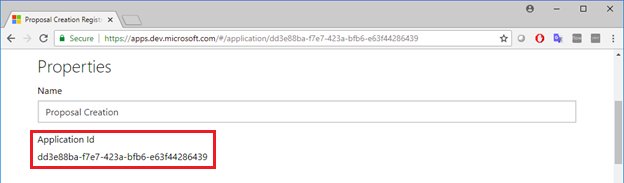 Proposal Creation Regist
Secure | https://apps.dev.microsoft.com/#/application/dd3e88ba-f7e7-423a-bfb6-e63f44286439
Properties
Name
Proposal Creation
Application Id
dd3e88ba-f7e7-423a-bfb6-e63f44286439